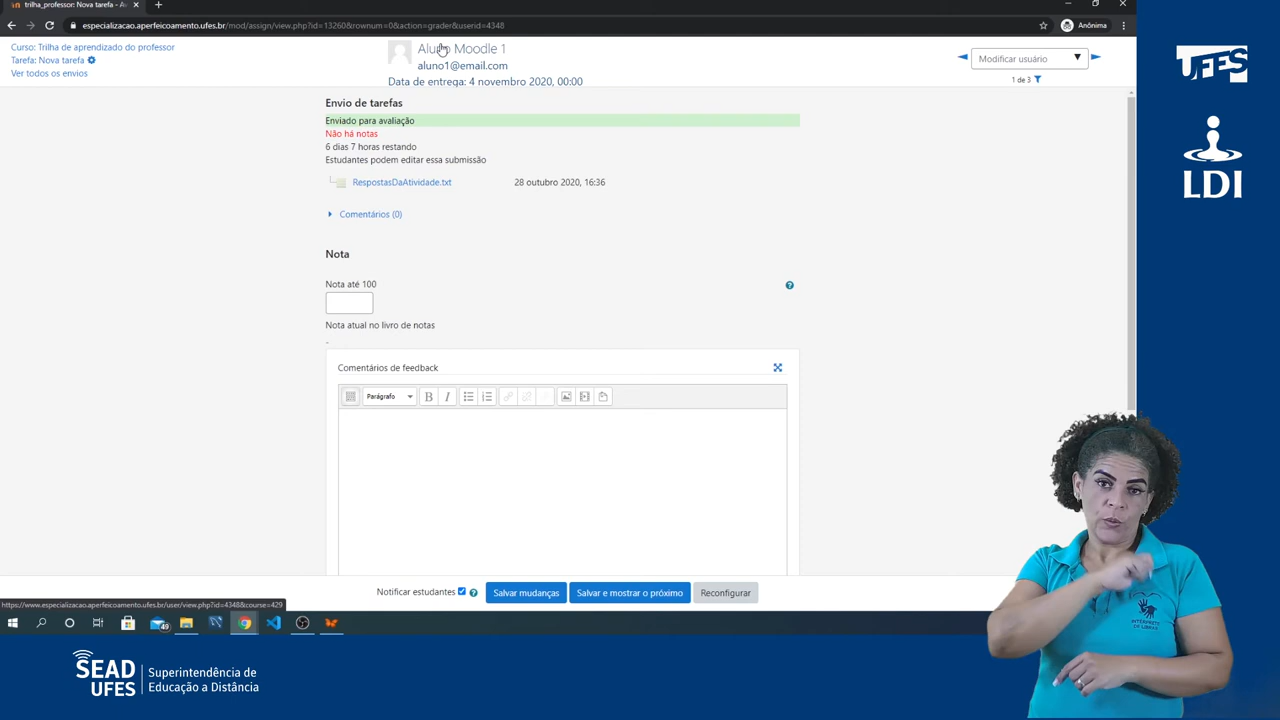 trilha_professor: Nova tarefa - Av
especializacao.aperfeicoamento.ufes.br/mod/assign/view.php?id=13260&rownum=0&action=grader&userid=4348
Anônima
Curso: Trilha de aprendizado do professor
Tarefa: Nova tarefa
Ver todos os envios
Aluno Moodle 1
aluno1@email.com
Data de entrega: 4 novembro 2020, 00:00
Modificar usuário
1 de 3
UFES
LDI
Envio de tarefas
Enviado para avaliação
Não há notas
6 dias 7 horas restando
Estudantes podem editar essa submissão
RespostasDaAtividade.txt 28 outubro 2020, 16:36
Comentários (0)
Nota
Nota até 100
Nota atual no livro de notas
-
Comentários de feedback
Parágrafo B I
Notificar estudantes Salvar mudanças Salvar e mostrar o próximo Reconfigurar
https://www.especializacao.aperfeicoamento.ufes.br/user/view.php?id=4348&course=429
49
INTÉRPRETE
DE LIBRAS
SEAD
UFES
Superintendência de
Educação a Distância